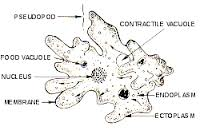 PSEUDOPOD
CONTRACTILE VACUOLE
FOOD VACUOLE
NUCLEUS
MEMBRANE
ENDOPLASM
ECTOPLASM